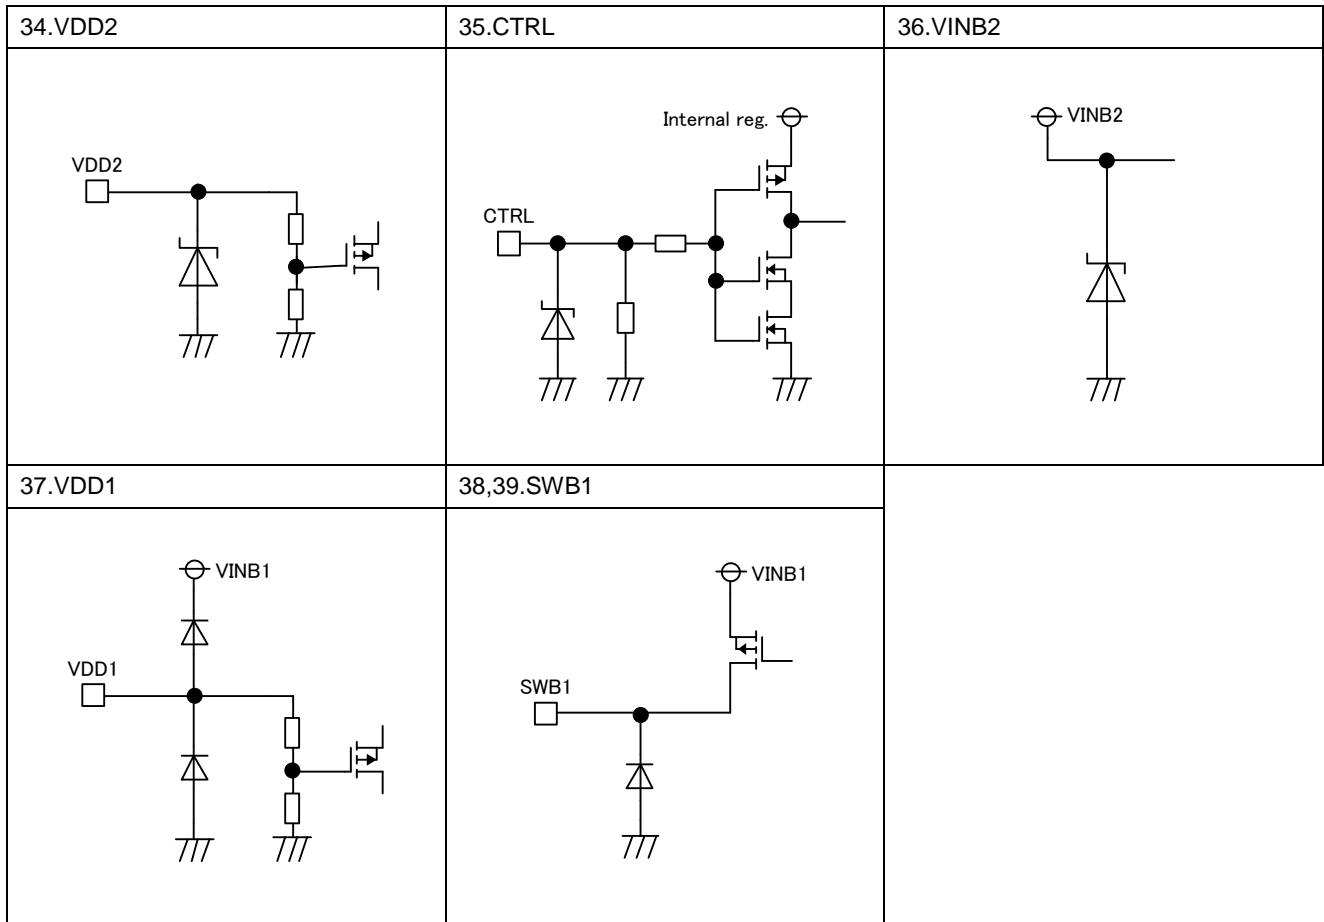 34.VDD2
35.CTRL
36.VINB2
VDD2
Internal reg.
CTRL
VINB2
37.VDD1
38,39.SWB1
VINB1
VDD1
VINB1
SWB1